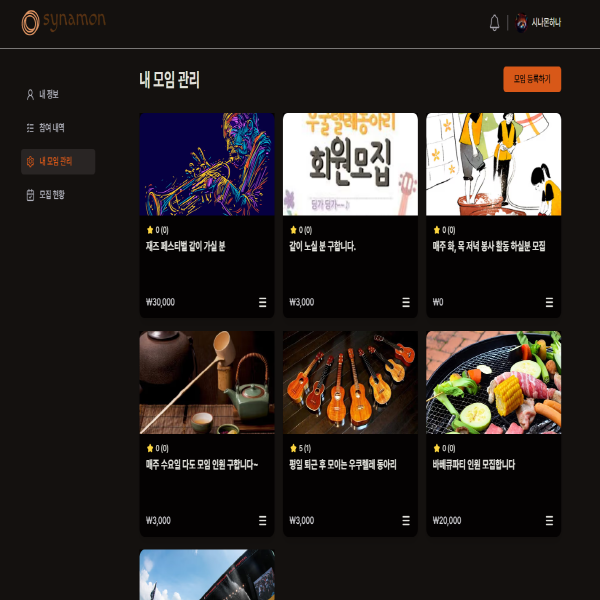 synamon
시나몬하나
내 정보
참여 내역
내 모임 관리
모집 현황
내 모임 관리
모임 등록하기
우쿨렐레동아리
회원모집
딩가 딩가~~♪
0 (0)
재즈 페스티벌 같이 가실 분
₩30,000
0 (0)
같이 노실 분 구합니다.
₩3,000
0 (0)
매주 화, 목 저녁 봉사 활동 하실분 모집
₩0
0 (0)
매주 수요일 다도 모임 인원 구합니다~
₩3,000
5 (1)
평일 퇴근 후 모이는 우쿠렐레 동아리
₩3,000
0 (0)
바베큐파티 인원 모집합니다
₩20,000